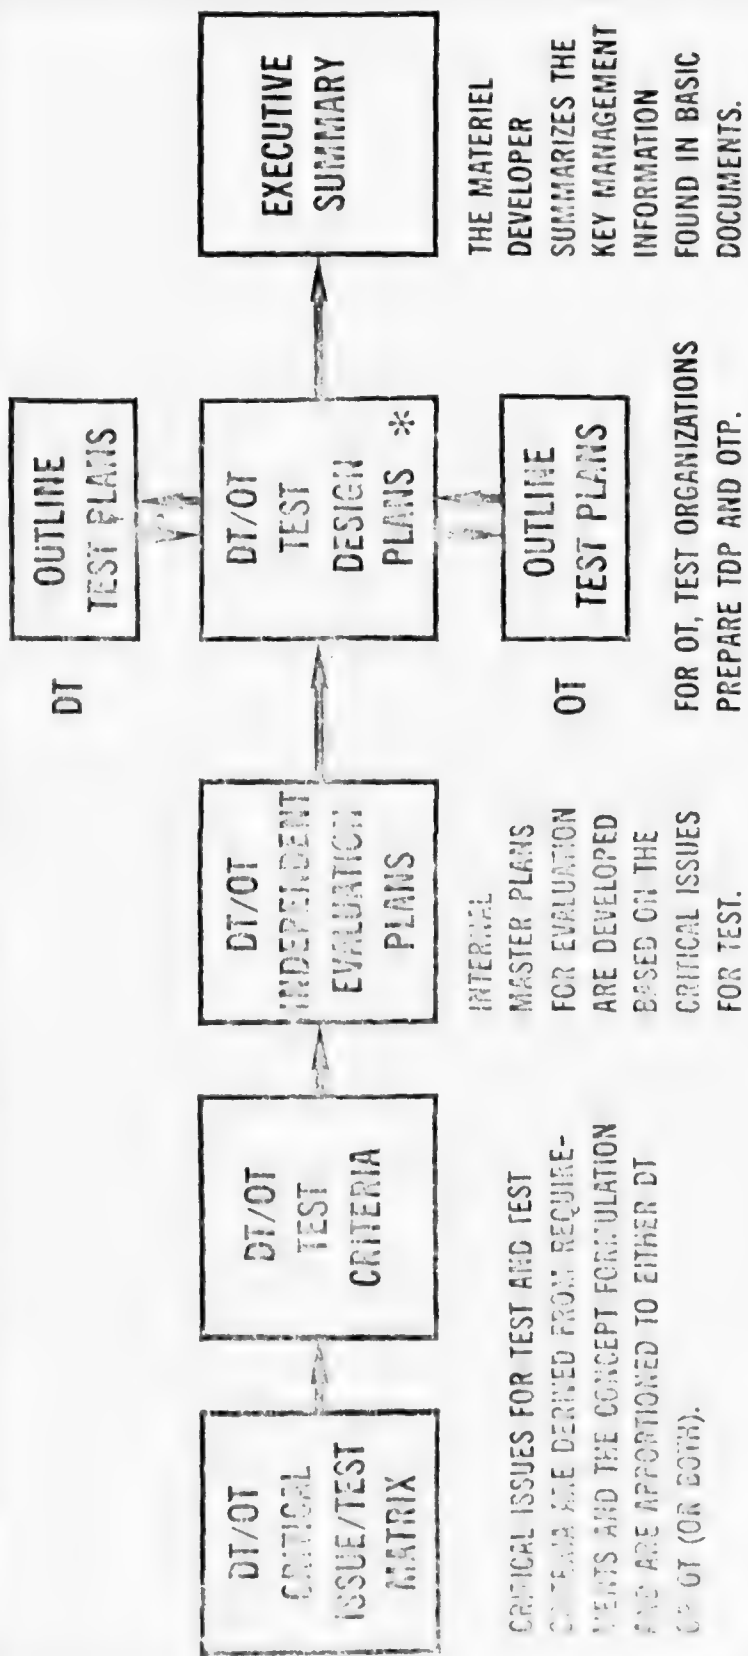 DT/OT
CRITICAL
ISSUE/TEST
MATRIX
DT/OT
TEST
CRITERIA
DT/OT
INDEPENDENT
EVALUATION
PLANS
DT
OUTLINE
TEST PLANS
DT/OT
TEST
DESIGN
PLANS *
OT
OUTLINE
TEST PLANS
EXECUTIVE
SUMMARY
CRITICAL ISSUES FOR TEST AND TEST
CRITERIA ARE DERIVED FROM REQUIRE-
MENTS AND THE CONCEPT FORMULATION
AND ARE APPORTIONED TO EITHER DT
OR OT (OR BOTH).
INTERNAL
MASTER PLANS
FOR EVALUATION
ARE DEVELOPED
BASED ON THE
CRITICAL ISSUES
FOR TEST.
FOR OT, TEST ORGANIZATIONS
PREPARE TDP AND OTP.
THE MATERIEL
DEVELOPER
SUMMARIZES THE
KEY MANAGEMENT
INFORMATION
FOUND IN BASIC
DOCUMENTS.